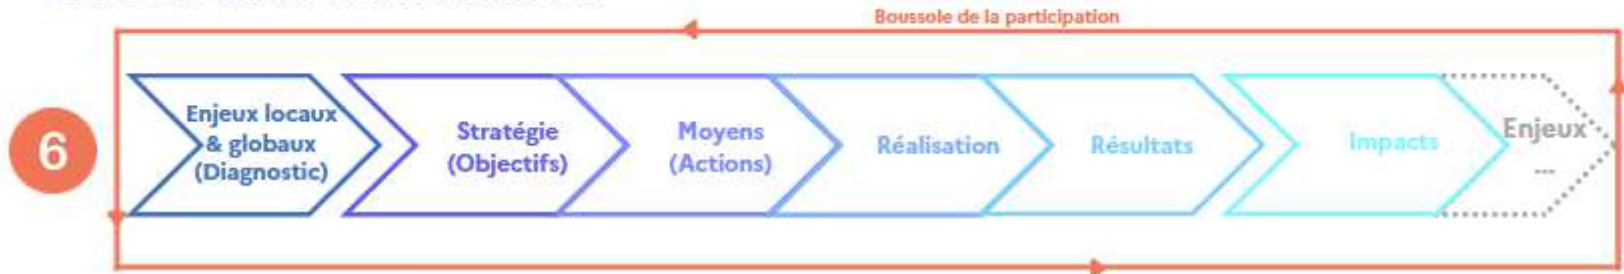 Boussole de la participation
6
Enjeux locaux
& globaux
(Diagnostic)
Stratégie
(Objectifs)
Moyens
(Actions)
Réalisation
Résultats
Impacts
Enjeux
...